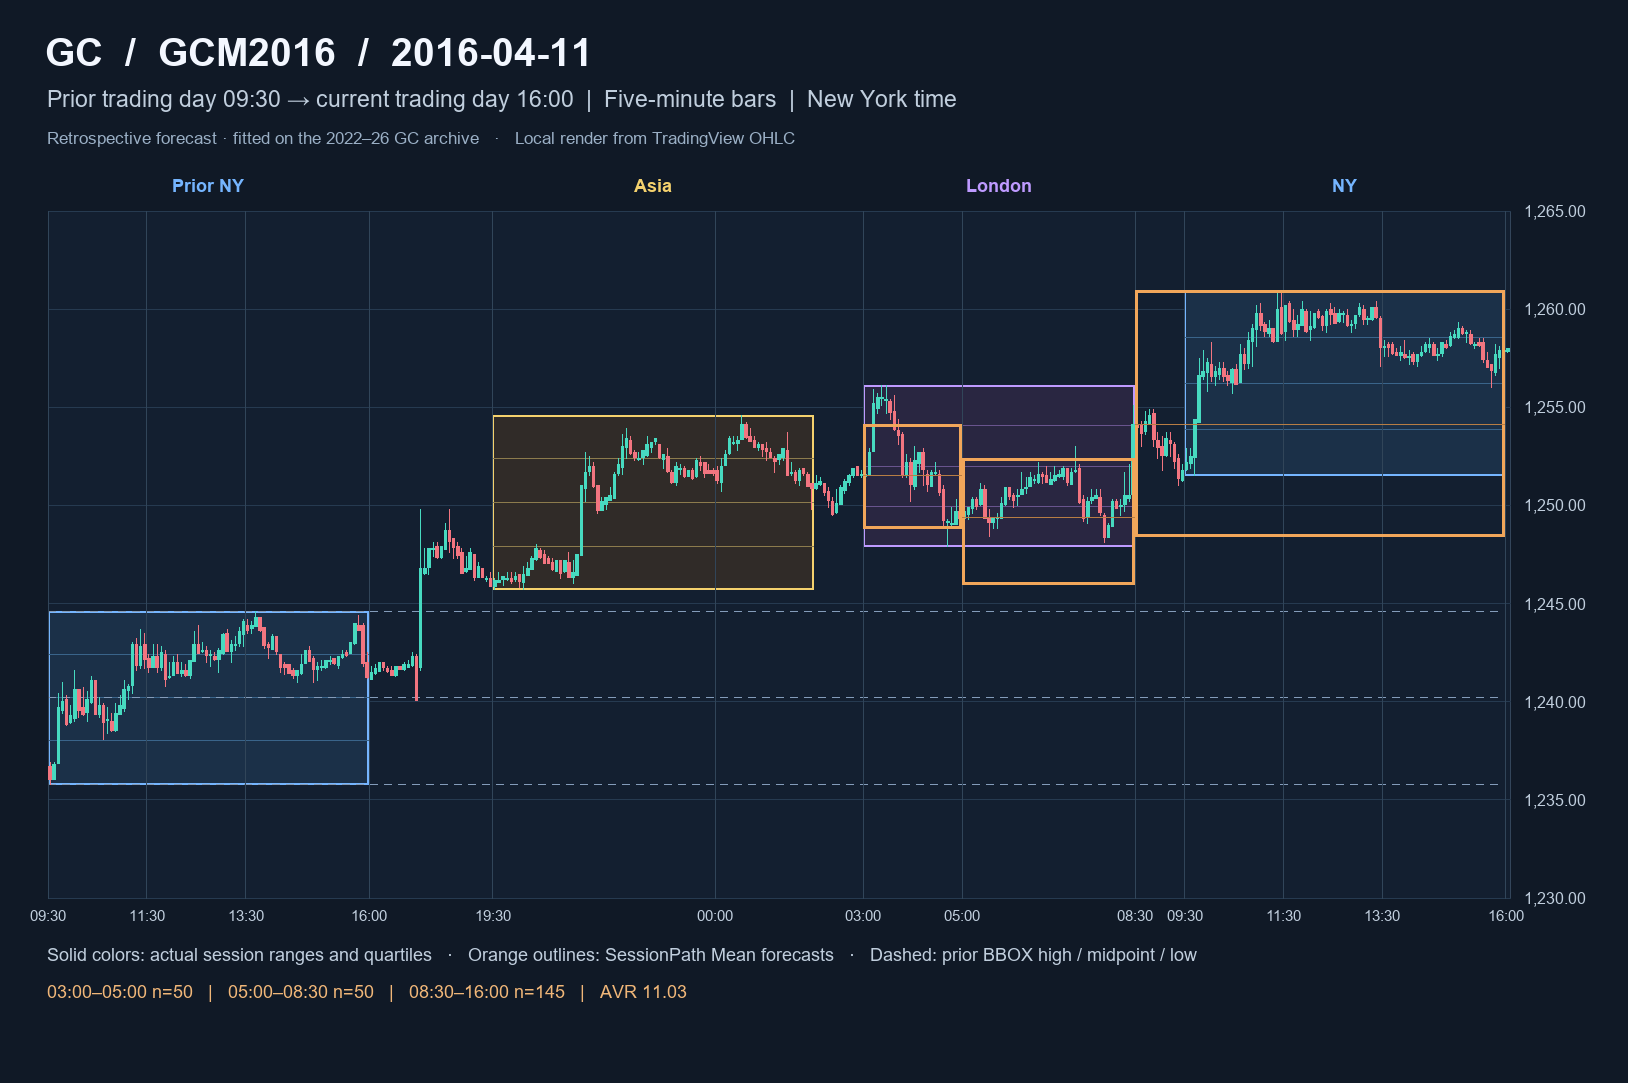 GC / GCM2016 / 2016-04-11
Prior trading day 09:30 → current trading day 16:00 | Five-minute bars | New York time
Retrospective forecast · fitted on the 2022–26 GC archive · Local render from TradingView OHLC
Prior NY Asia London NY
1,265.00
1,260.00
1,255.00
1,250.00
1,245.00
1,240.00
1,235.00
1,230.00
09:30 11:30 13:30 16:00 19:30 00:00 03:00 05:00 08:30 09:30 11:30 13:30 16:00
Solid colors: actual session ranges and quartiles · Orange outlines: SessionPath Mean forecasts · Dashed: prior BBOX high / midpoint / low
03:00–05:00 n=50 | 05:00–08:30 n=50 | 08:30–16:00 n=145 | AVR 11.03